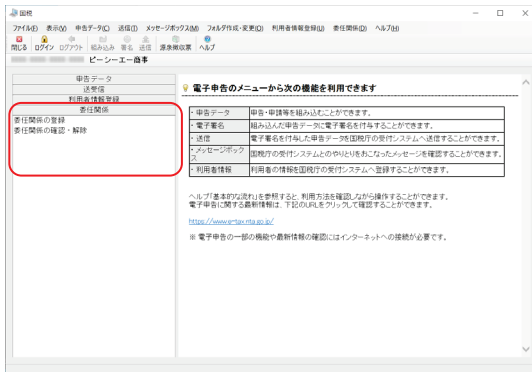 国税
ファイル(F) 表示(V) 申告データ(C) 送信(T) メッセージボックス(M) フォルダ作成・変更(O) 利用者情報登録(U) 委任関係(D) ヘルプ(H)
閉じる ログイン ログアウト 組み込み 署名 送信 源泉徴収票 ヘルプ
ピーシーエー商事
申告データ
送受信
利用者情報登録
委任関係
委任関係の登録
委任関係の確認・解除
電子申告のメニューから次の機能を利用できます
・申告データ 申告・申請等を組み込むことができます。
・電子署名 組み込んだ申告データに電子署名を付与することができます。
・送信 電子署名を付与した申告データを国税庁の受付システムへ送信することができます。
・メッセージボックス 国税庁の受付システムとのやりとりをおこなったメッセージを確認することができます。
・利用者情報 利用者の情報を国税庁の受付システムへ登録することができます。
ヘルプ「基本的な流れ」を参照すると、利用方法を確認しながら操作することができます。
電子申告に関する最新情報は、下記のURLをクリックして確認することができます。
https://www.e-tax.nta.go.jp/
※ 電子申告の一部の機能や最新情報の確認にはインターネットへの接続が必要です。